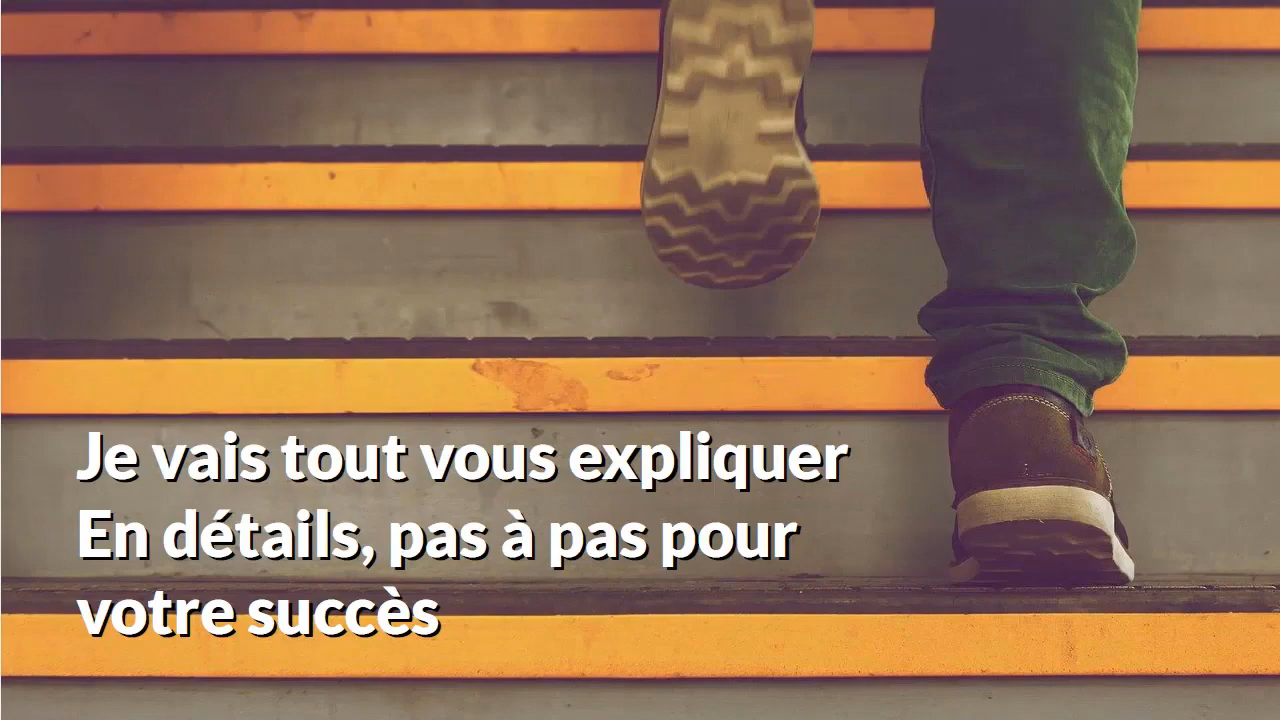 Je vais tout vous expliquer
En détails, pas à pas pour
votre succès